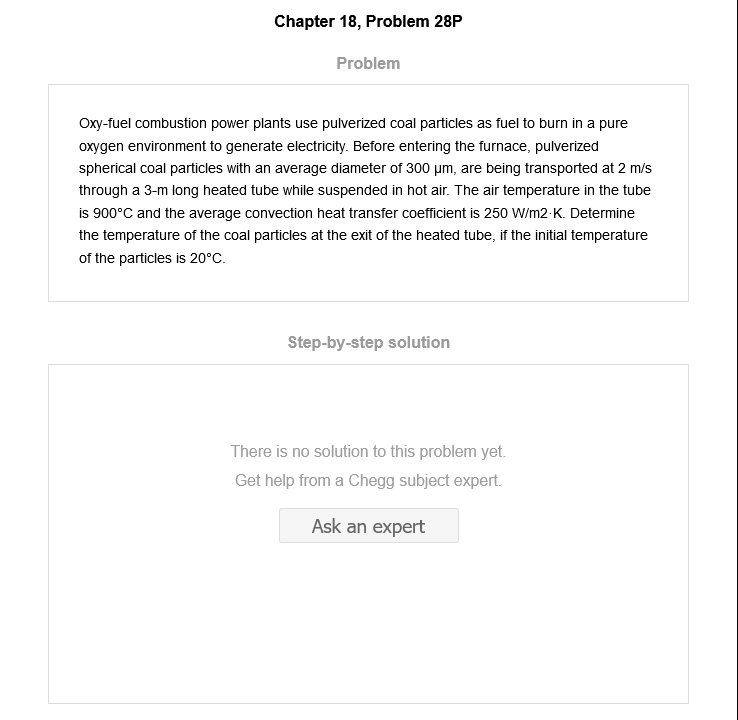 Chapter 18, Problem 28P
Problem
Oxy-fuel combustion power plants use pulverized coal particles as fuel to burn in a pure
oxygen environment to generate electricity. Before entering the furnace, pulverized
spherical coal particles with an average diameter of 300 µm, are being transported at 2 m/s
through a 3-m long heated tube while suspended in hot air. The air temperature in the tube
is 900°C and the average convection heat transfer coefficient is 250 W/m2·K. Determine
the temperature of the coal particles at the exit of the heated tube, if the initial temperature
of the particles is 20°C.
Step-by-step solution
There is no solution to this problem yet.
Get help from a Chegg subject expert.
Ask an expert